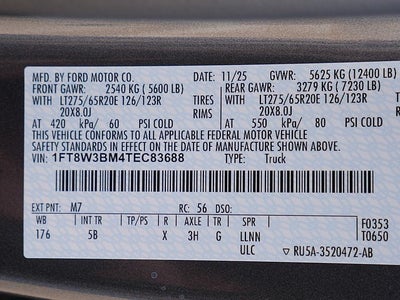 MFD. BY FORD MOTOR CO. 11/25 GVWR: 5625 KG (12400 LB)
FRONT GAWR: 2540 KG (5600 LB) REAR GAWR: 3279 KG (7230 LB)
WITH LT275/65R20E 126/123R TIRES WITH LT275/65R20E 126/123R TIRES
20X8.0J RIMS 20X8.0J RIMS
AT 420 kPa/ 60 PSI COLD AT 550 kPa/ 80 PSI COLD
THIS VEHICLE CONFORMS TO ALL APPLICABLE FEDERAL MOTOR VEHICLE
SAFETY STANDARDS IN EFFECT ON THE DATE OF MANUFACTURE SHOWN ABOVE.
VIN: 1FT8W3BM4TEC83688 TYPE: Truck
EXT PNT: M7 RC: 56 DSO:
WB INT TR TP/PS R AXLE TR SPR F0353
176 5B X 3H G LLNN T0650
ULC ▽ RU5A-3520472-AB